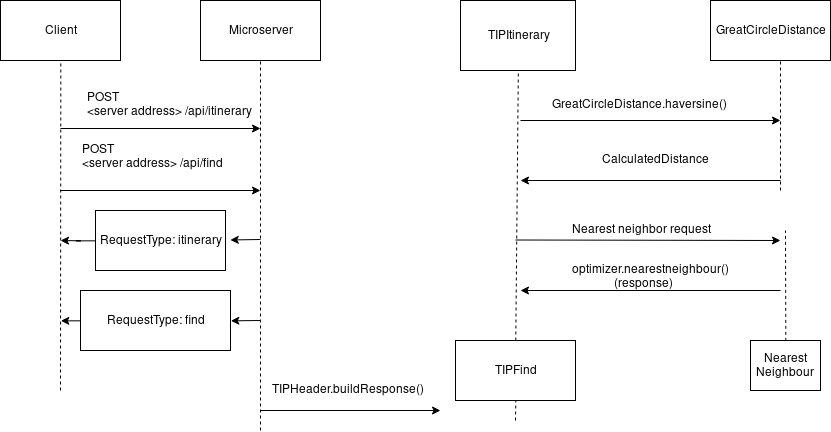 Client
Microserver
TIPItinerary
GreatCircleDistance
POST
<server address> /api/itinerary
GreatCircleDistance.haversine()
POST
<server address> /api/find
CalculatedDistance
RequestType: itinerary
Nearest neighbor request
optimizer.nearestneighbour()
(response)
RequestType: find
TIPFind
Nearest
Neighbour
TIPHeader.buildResponse()